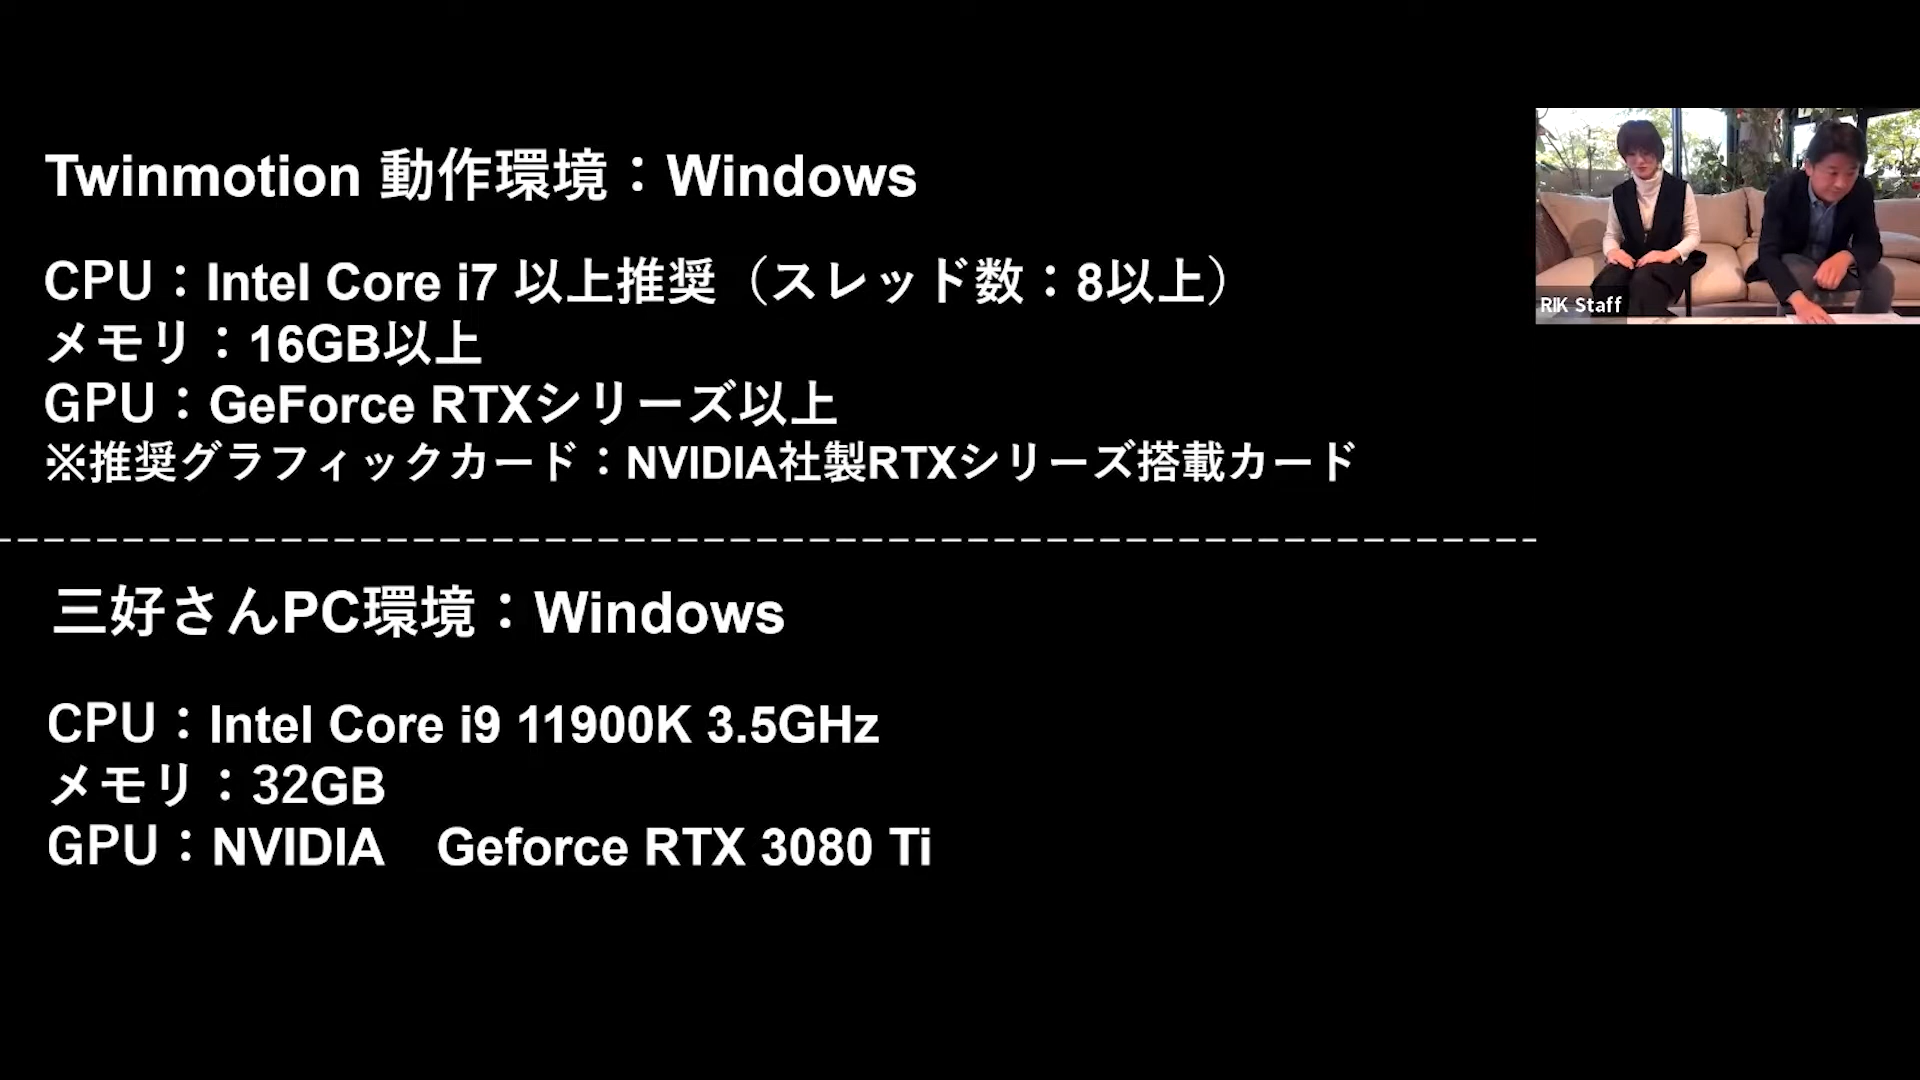 Twinmotion 動作環境：Windows
CPU：Intel Core i7 以上推奨（スレッド数：8以上）
メモリ：16GB以上
GPU：GeForce RTXシリーズ以上
※推奨グラフィックカード：NVIDIA社製RTXシリーズ搭載カード
三好さんPC環境：Windows
CPU：Intel Core i9 11900K 3.5GHz
メモリ：32GB
GPU：NVIDIA　Geforce RTX 3080 Ti
RIK Staff